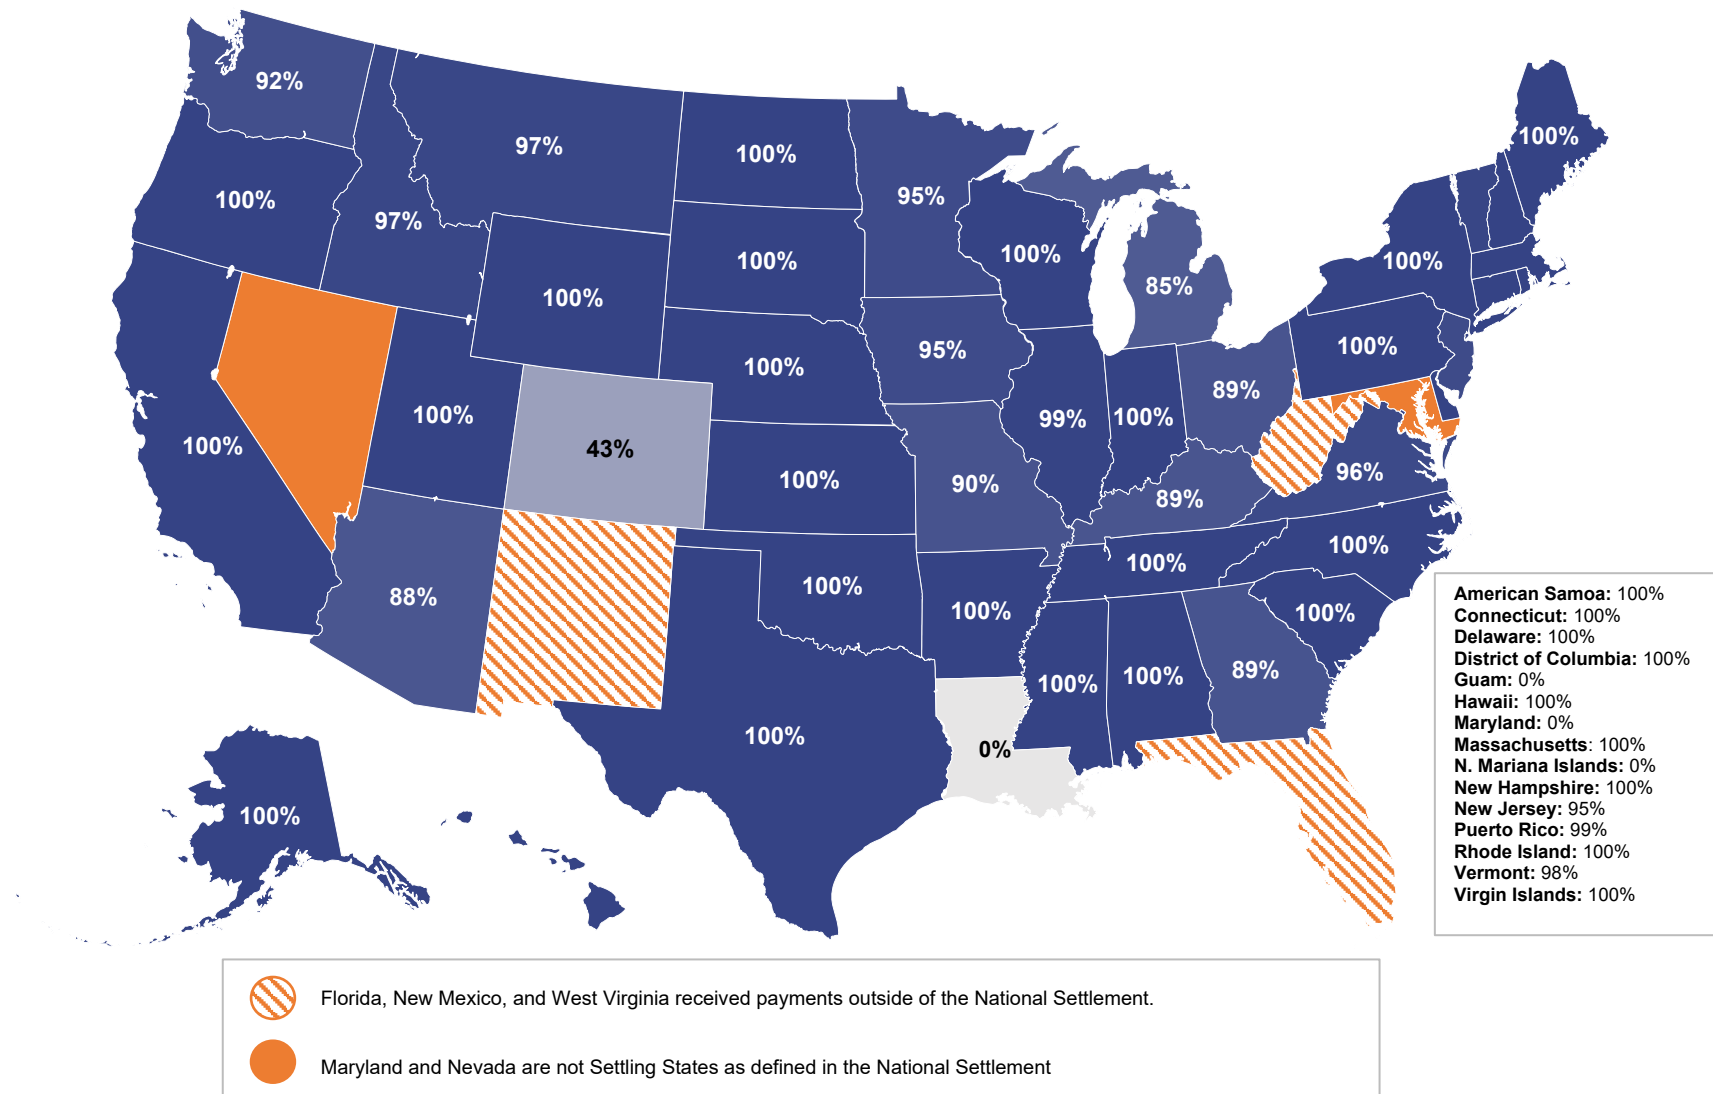 92%
97%
100%
100%
95%
100%
97%
100%
100%
100%
100%
85%
100%
100%
95%
100%
100%
89%
100%
100%
43%
99%
100%
96%
100%
90%
89%
100%
100%
88%
100%
100%
100%
89%
100%
100%
100%
0%
100%
American Samoa: 100%
Connecticut: 100%
Delaware: 100%
District of Columbia: 100%
Guam: 0%
Hawaii: 100%
Maryland: 0%
Massachusetts: 100%
N. Mariana Islands: 0%
New Hampshire: 100%
New Jersey: 95%
Puerto Rico: 99%
Rhode Island: 100%
Vermont: 98%
Virgin Islands: 100%
Florida, New Mexico, and West Virginia received payments outside of the National Settlement.
Maryland and Nevada are not Settling States as defined in the National Settlement